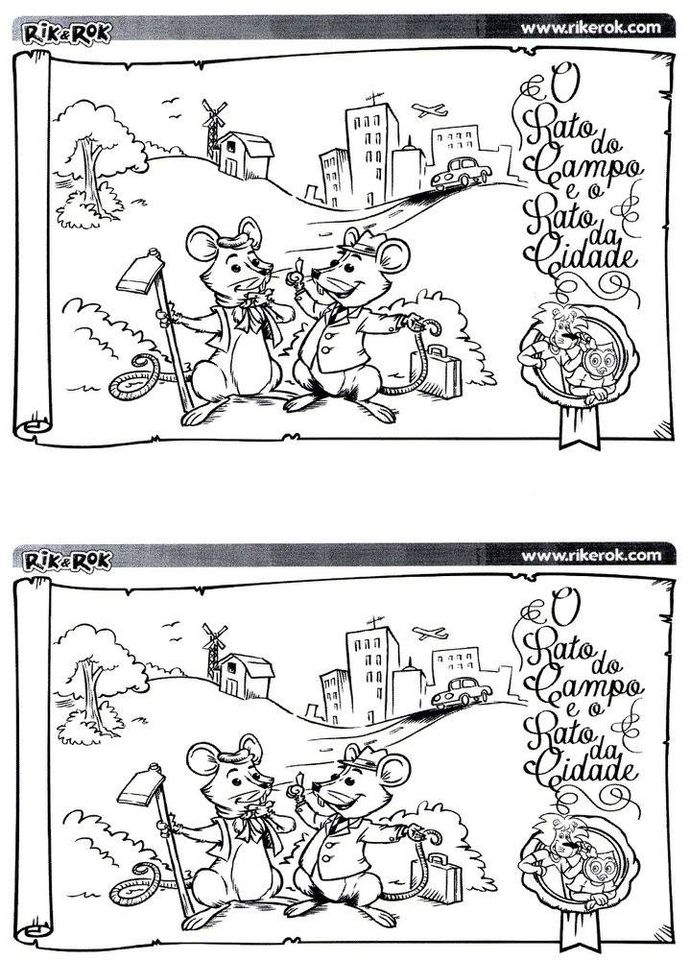 RIK&ROK
www.rikerok.com
O
Rato
do
Campo
e o
Rato
da
Cidade
RIK&ROK
www.rikerok.com
O
Rato
do
Campo
e o
Rato
da
Cidade